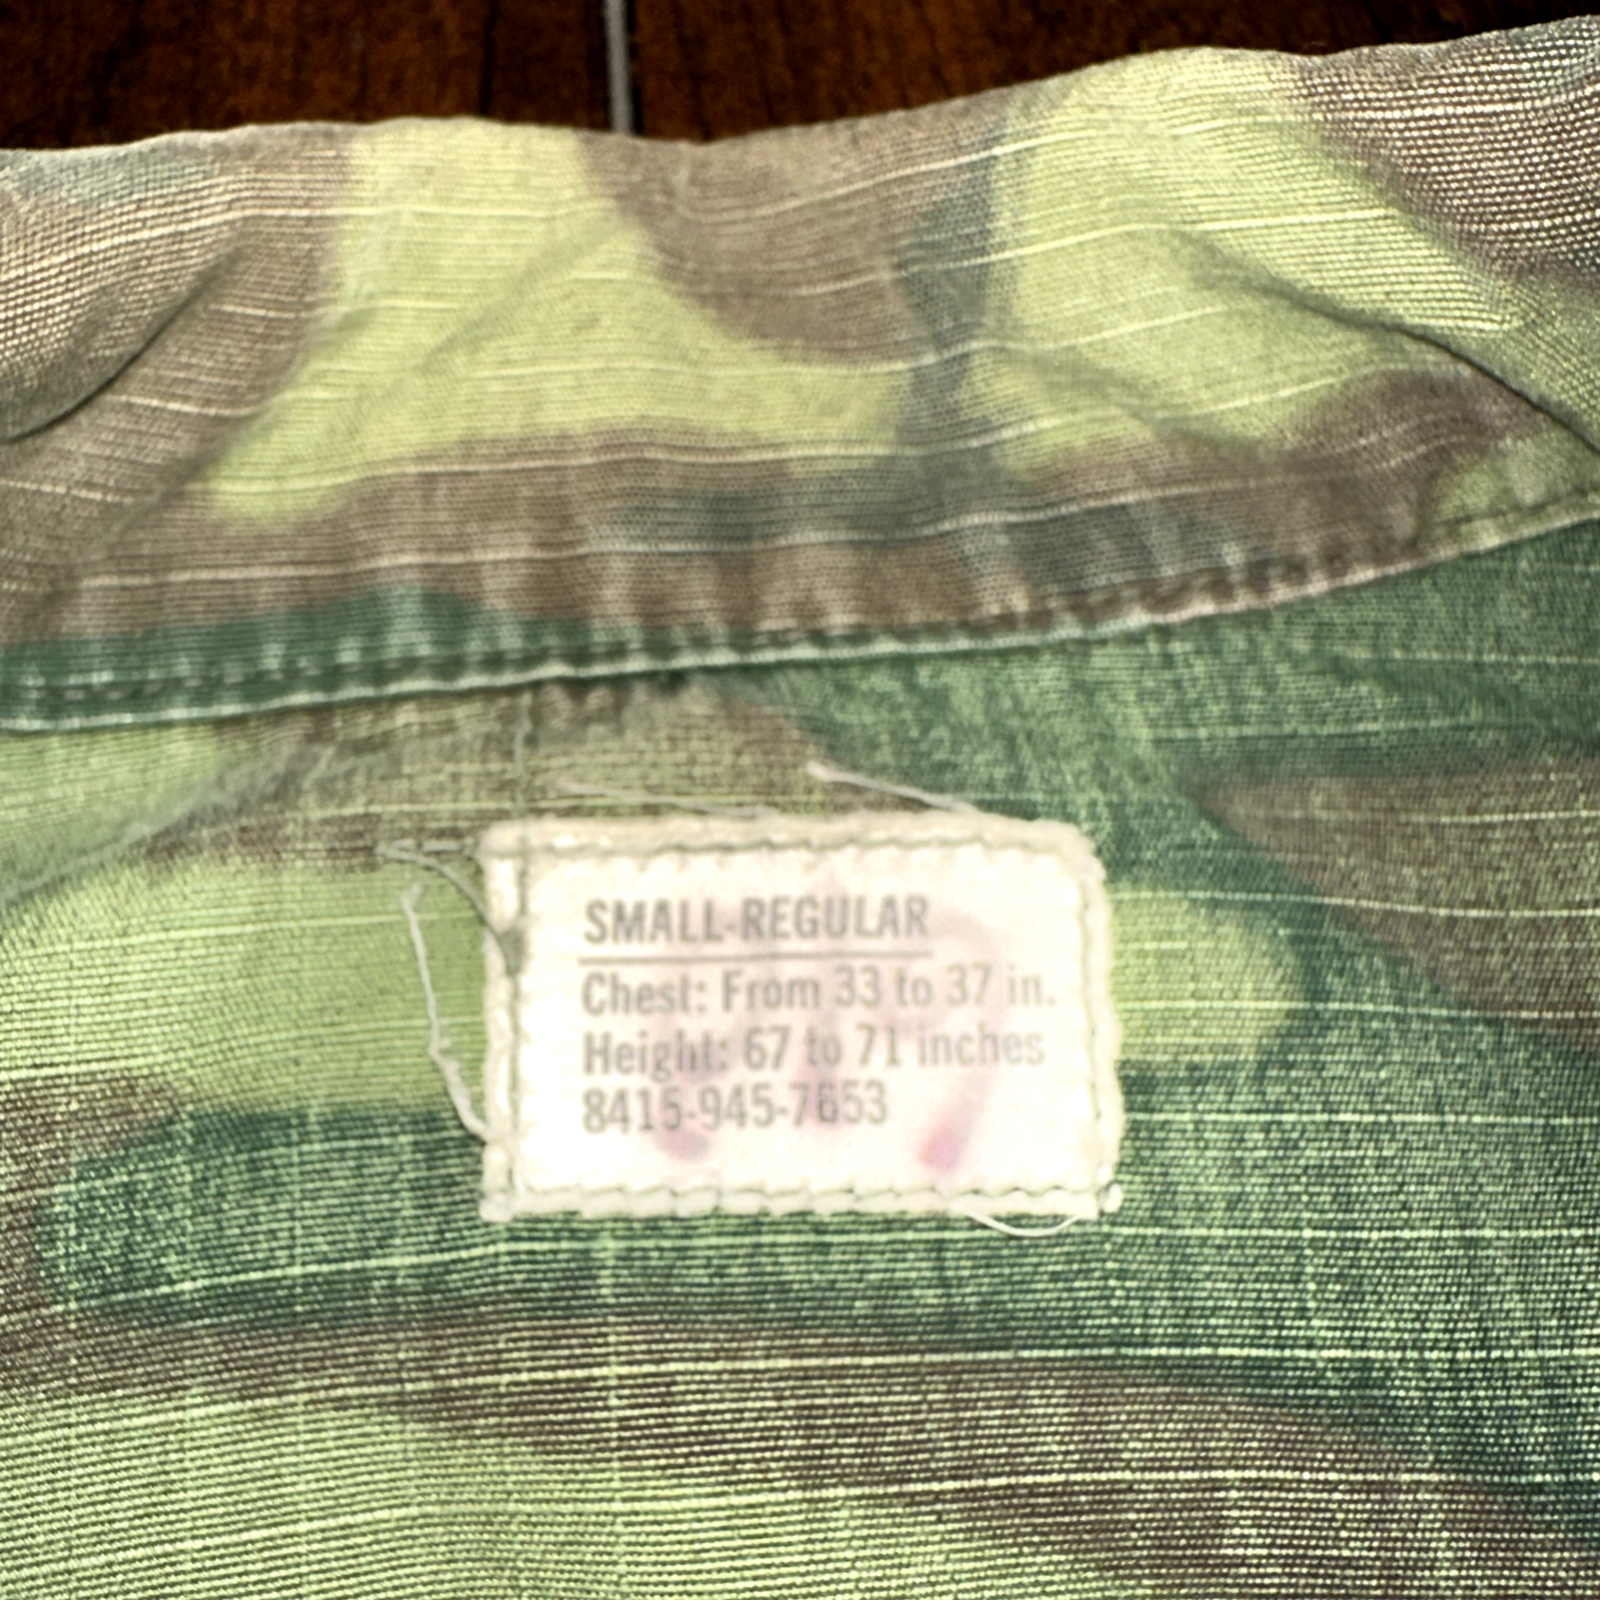 SMALL-REGULAR
Chest: From 33 to 37 in.
Height: 67 to 71 inches
8415-945-7653